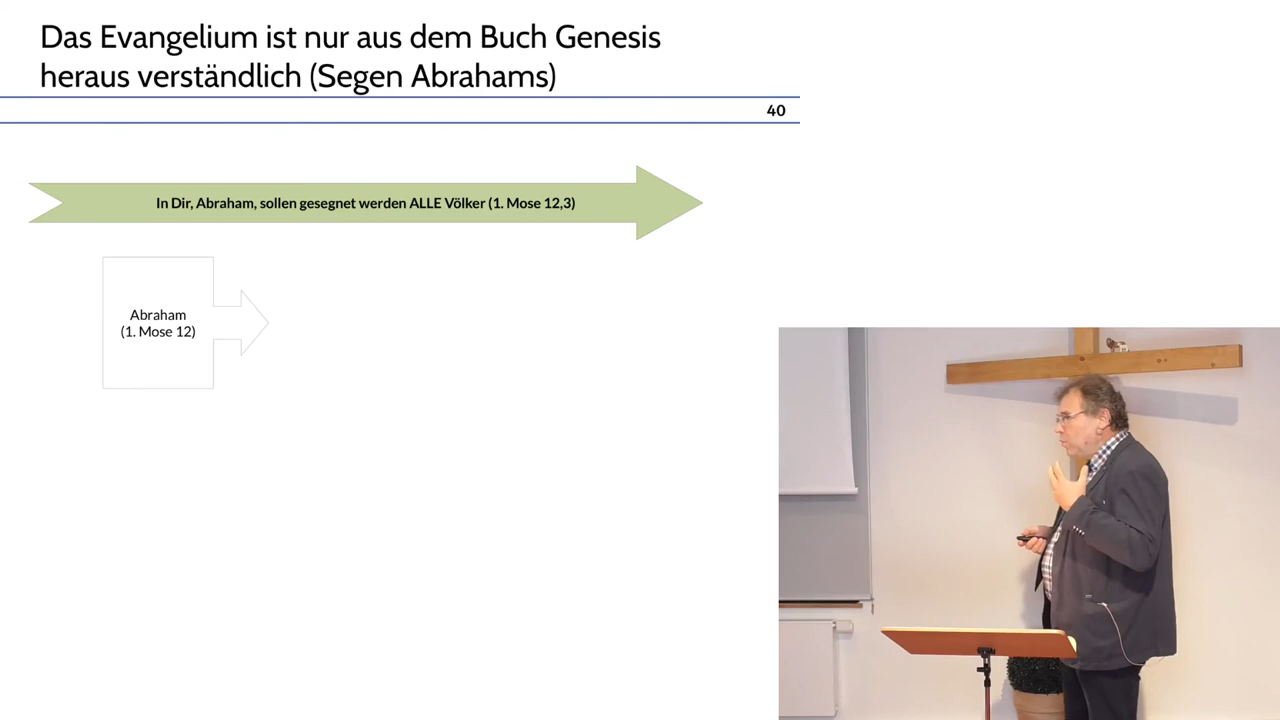 Das Evangelium ist nur aus dem Buch Genesis
heraus verständlich (Segen Abrahams)
40
In Dir, Abraham, sollen gesegnet werden ALLE Völker (1. Mose 12,3)
Abraham
(1. Mose 12)